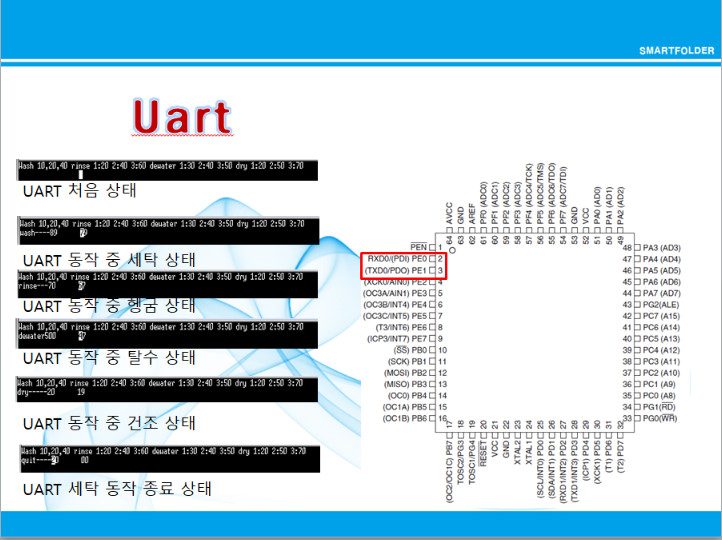 SMARTFOLDER
Uart
Wash 10,20,40 rinse 1:20 2:40 3:60 dewater 1:30 2:40 3:50 dry 1:20 2:50 3:70
UART 처음 상태
Wash 10,20,40 rinse 1:20 2:40 3:60 dewater 1:30 2:40 3:50 dry 1:20 2:50 3:70
wash----89
UART 동작 중 세탁 상태
Wash 10,20,40 rinse 1:20 2:40 3:60 dewater 1:30 2:40 3:50 dry 1:20 2:50 3:70
rinse---70
UART 동작 중 헹굼 상태
Wash 10,20,40 rinse 1:20 2:40 3:60 dewater 1:30 2:40 3:50 dry 1:20 2:50 3:70
dewater500
UART 동작 중 탈수 상태
Wash 10,20,40 rinse 1:20 2:40 3:60 dewater 1:30 2:40 3:50 dry 1:20 2:50 3:70
dry-----20 19
UART 동작 중 건조 상태
Wash 10,20,40 rinse 1:20 2:40 3:60 dewater 1:30 2:40 3:50 dry 1:20 2:50 3:70
quit---- 00
UART 세탁 동작 종료 상태
64 AVCC
63 GND
62 AREF
61 PF0 (ADC0)
60 PF1 (ADC1)
59 PF2 (ADC2)
58 PF3 (ADC3)
57 PF4 (ADC4/TCK)
56 PF5 (ADC5/TMS)
55 PF6 (ADC6/TDO)
54 PF7 (ADC7/TDI)
53 GND
52 VCC
51 PA0 (AD0)
50 PA1 (AD1)
49 PA2 (AD2)
PEN 1
RXD0/(PDI) PE0 2
(TXD0/PDO) PE1 3
(XCK0/AIN0) PE2 4
(OC3A/AIN1) PE3 5
(OC3B/INT4) PE4 6
(OC3C/INT5) PE5 7
(T3/INT6) PE6 8
(ICP3/INT7) PE7 9
(SS) PB0 10
(SCK) PB1 11
(MOSI) PB2 12
(MISO) PB3 13
(OC0) PB4 14
(OC1A) PB5 15
(OC1B) PB6 16
48 PA3 (AD3)
47 PA4 (AD4)
46 PA5 (AD5)
45 PA6 (AD6)
44 PA7 (AD7)
43 PG2(ALE)
42 PC7 (A15)
41 PC6 (A14)
40 PC5 (A13)
39 PC4 (A12)
38 PC3 (A11)
37 PC2 (A10)
36 PC1 (A9)
35 PC0 (A8)
34 PG1(RD)
33 PG0(WR)
(OC2/OC1C) PB7 17
TOSC2/PG3 18
TOSC1/PG4 19
RESET 20
VCC 21
GND 22
XTAL2 23
XTAL1 24
(SCL/INT0) PD0 25
(SDA/INT1) PD1 26
(RXD1/INT2) PD2 27
(TXD1/INT3) PD3 28
(ICP1) PD4 29
(XCK1) PD5 30
(T1) PD6 31
(T2) PD7 32